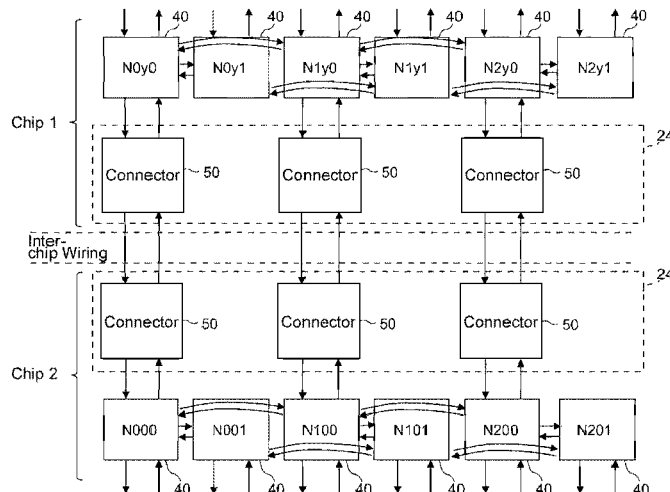 40 40 40 40 40 40
N0y0 N0y1 N1y0 N1y1 N2y0 N2y1
Chip 1
24
Connector 50 Connector 50 Connector 50
Inter-
chip Wiring
24
Connector 50 Connector 50 Connector 50
Chip 2
N000 N001 N100 N101 N200 N201
40 40 40 40 40 40